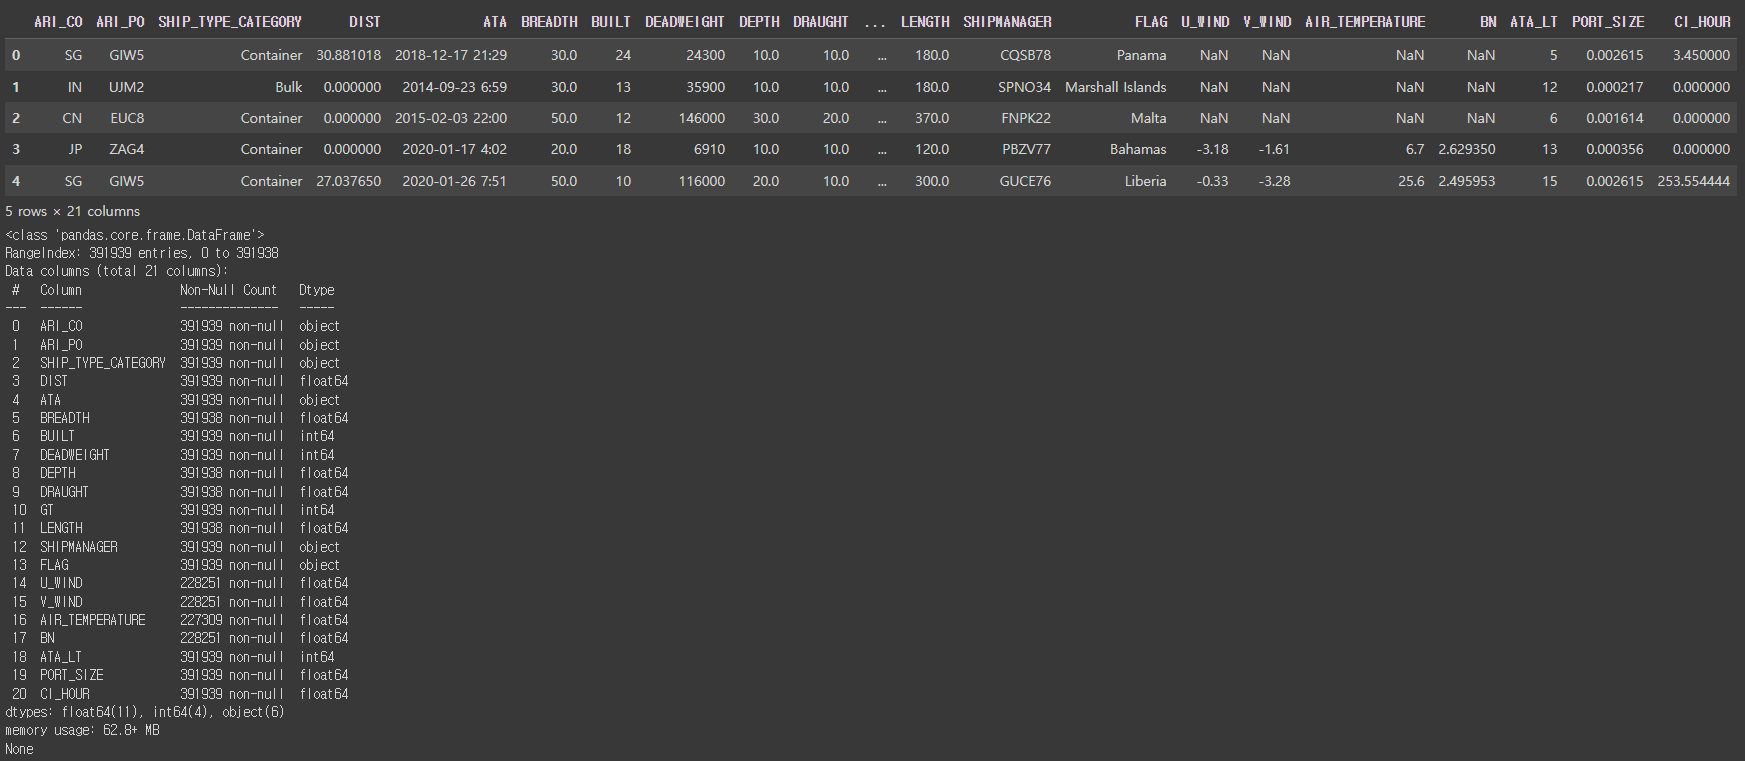 ARI_CO ARI_PO SHIP_TYPE_CATEGORY DIST ATA BREADTH BUILT DEADWEIGHT DEPTH DRAUGHT ... LENGTH SHIPMANAGER FLAG U_WIND V_WIND AIR_TEMPERATURE BN ATA_LT PORT_SIZE CI_HOUR
0 SG GIW5 Container 30.881018 2018-12-17 21:29 30.0 24 24300 10.0 10.0 ... 180.0 CQSB78 Panama NaN NaN NaN NaN 5 0.002615 3.450000
1 IN UJM2 Bulk 0.000000 2014-09-23 6:59 30.0 13 35900 10.0 10.0 ... 180.0 SPNO34 Marshall Islands NaN NaN NaN NaN 12 0.000217 0.000000
2 CN EUC8 Container 0.000000 2015-02-03 22:00 50.0 12 146000 30.0 20.0 ... 370.0 FNPK22 Malta NaN NaN NaN NaN 6 0.001614 0.000000
3 JP ZAG4 Container 0.000000 2020-01-17 4:02 20.0 18 6910 10.0 10.0 ... 120.0 PBZV77 Bahamas -3.18 -1.61 6.7 2.629350 13 0.000356 0.000000
4 SG GIW5 Container 27.037650 2020-01-26 7:51 50.0 10 116000 20.0 10.0 ... 300.0 GUCE76 Liberia -0.33 -3.28 25.6 2.495953 15 0.002615 253.554444
5 rows × 21 columns
<class 'pandas.core.frame.DataFrame'>
RangeIndex: 391939 entries, 0 to 391938
Data columns (total 21 columns):
# Column Non-Null Count Dtype
--- ------ -------------- -----
0 ARI_CO 391939 non-null object
1 ARI_PO 391939 non-null object
2 SHIP_TYPE_CATEGORY 391939 non-null object
3 DIST 391939 non-null float64
4 ATA 391939 non-null object
5 BREADTH 391938 non-null float64
6 BUILT 391939 non-null int64
7 DEADWEIGHT 391939 non-null int64
8 DEPTH 391938 non-null float64
9 DRAUGHT 391938 non-null float64
10 GT 391939 non-null int64
11 LENGTH 391938 non-null float64
12 SHIPMANAGER 391939 non-null object
13 FLAG 391939 non-null object
14 U_WIND 228251 non-null float64
15 V_WIND 228251 non-null float64
16 AIR_TEMPERATURE 227309 non-null float64
17 BN 228251 non-null float64
18 ATA_LT 391939 non-null int64
19 PORT_SIZE 391939 non-null float64
20 CI_HOUR 391939 non-null float64
dtypes: float64(11), int64(4), object(6)
memory usage: 62.8+ MB
None